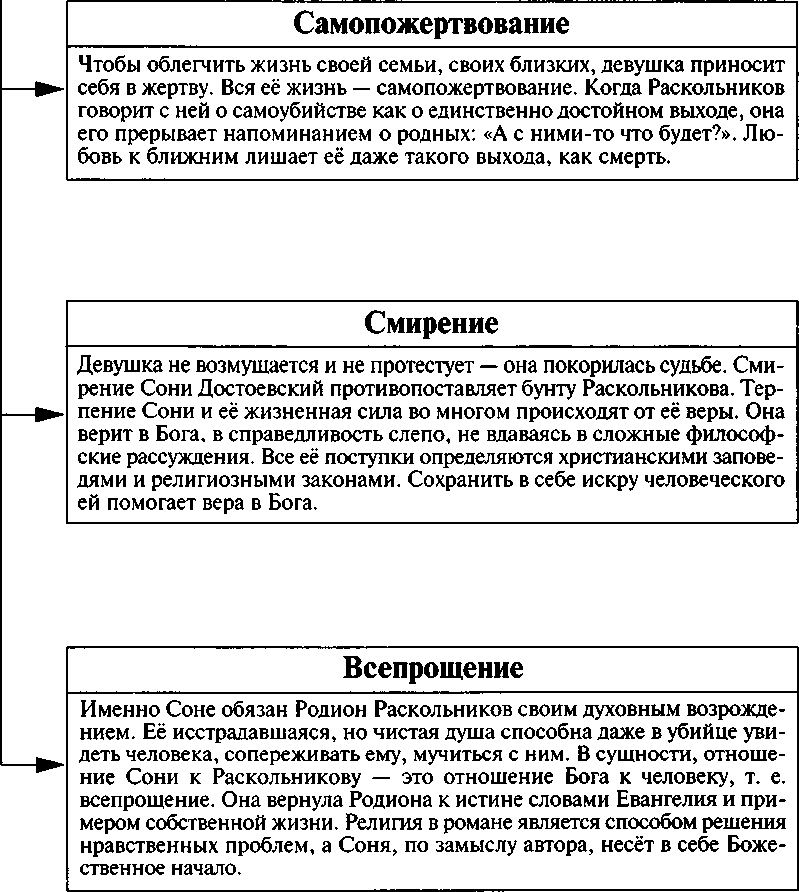 Самопожертвование
Чтобы облегчить жизнь своей семьи, своих близких, девушка приносит
себя в жертву. Вся её жизнь — самопожертвование. Когда Раскольников
говорит с ней о самоубийстве как о единственно достойном выходе, она
его прерывает напоминанием о родных: «А с ними-то что будет?». Лю-
бовь к ближним лишает её даже такого выхода, как смерть.
Смирение
Девушка не возмущается и не протестует — она покорилась судьбе. Сми-
рение Сони Достоевский противопоставляет бунту Раскольникова. Тер-
пение Сони и её жизненная сила во многом происходят от её веры. Она
верит в Бога, в справедливость слепо, не вдаваясь в сложные философ-
ские рассуждения. Все её поступки определяются христианскими запове-
дями и религиозными законами. Сохранить в себе искру человеческого
ей помогает вера в Бога.
Всепрощение
Именно Соне обязан Родион Раскольников своим духовным возрожде-
нием. Её исстрадавшаяся, но чистая душа способна даже в убийце уви-
деть человека, сопереживать ему, мучиться с ним. В сущности, отноше-
ние Сони к Раскольникову — это отношение Бога к человеку, т. е.
всепрощение. Она вернула Родиона к истине словами Евангелия и при-
мером собственной жизни. Религия в романе является способом решения
нравственных проблем, а Соня, по замыслу автора, несёт в себе Боже-
ственное начало.